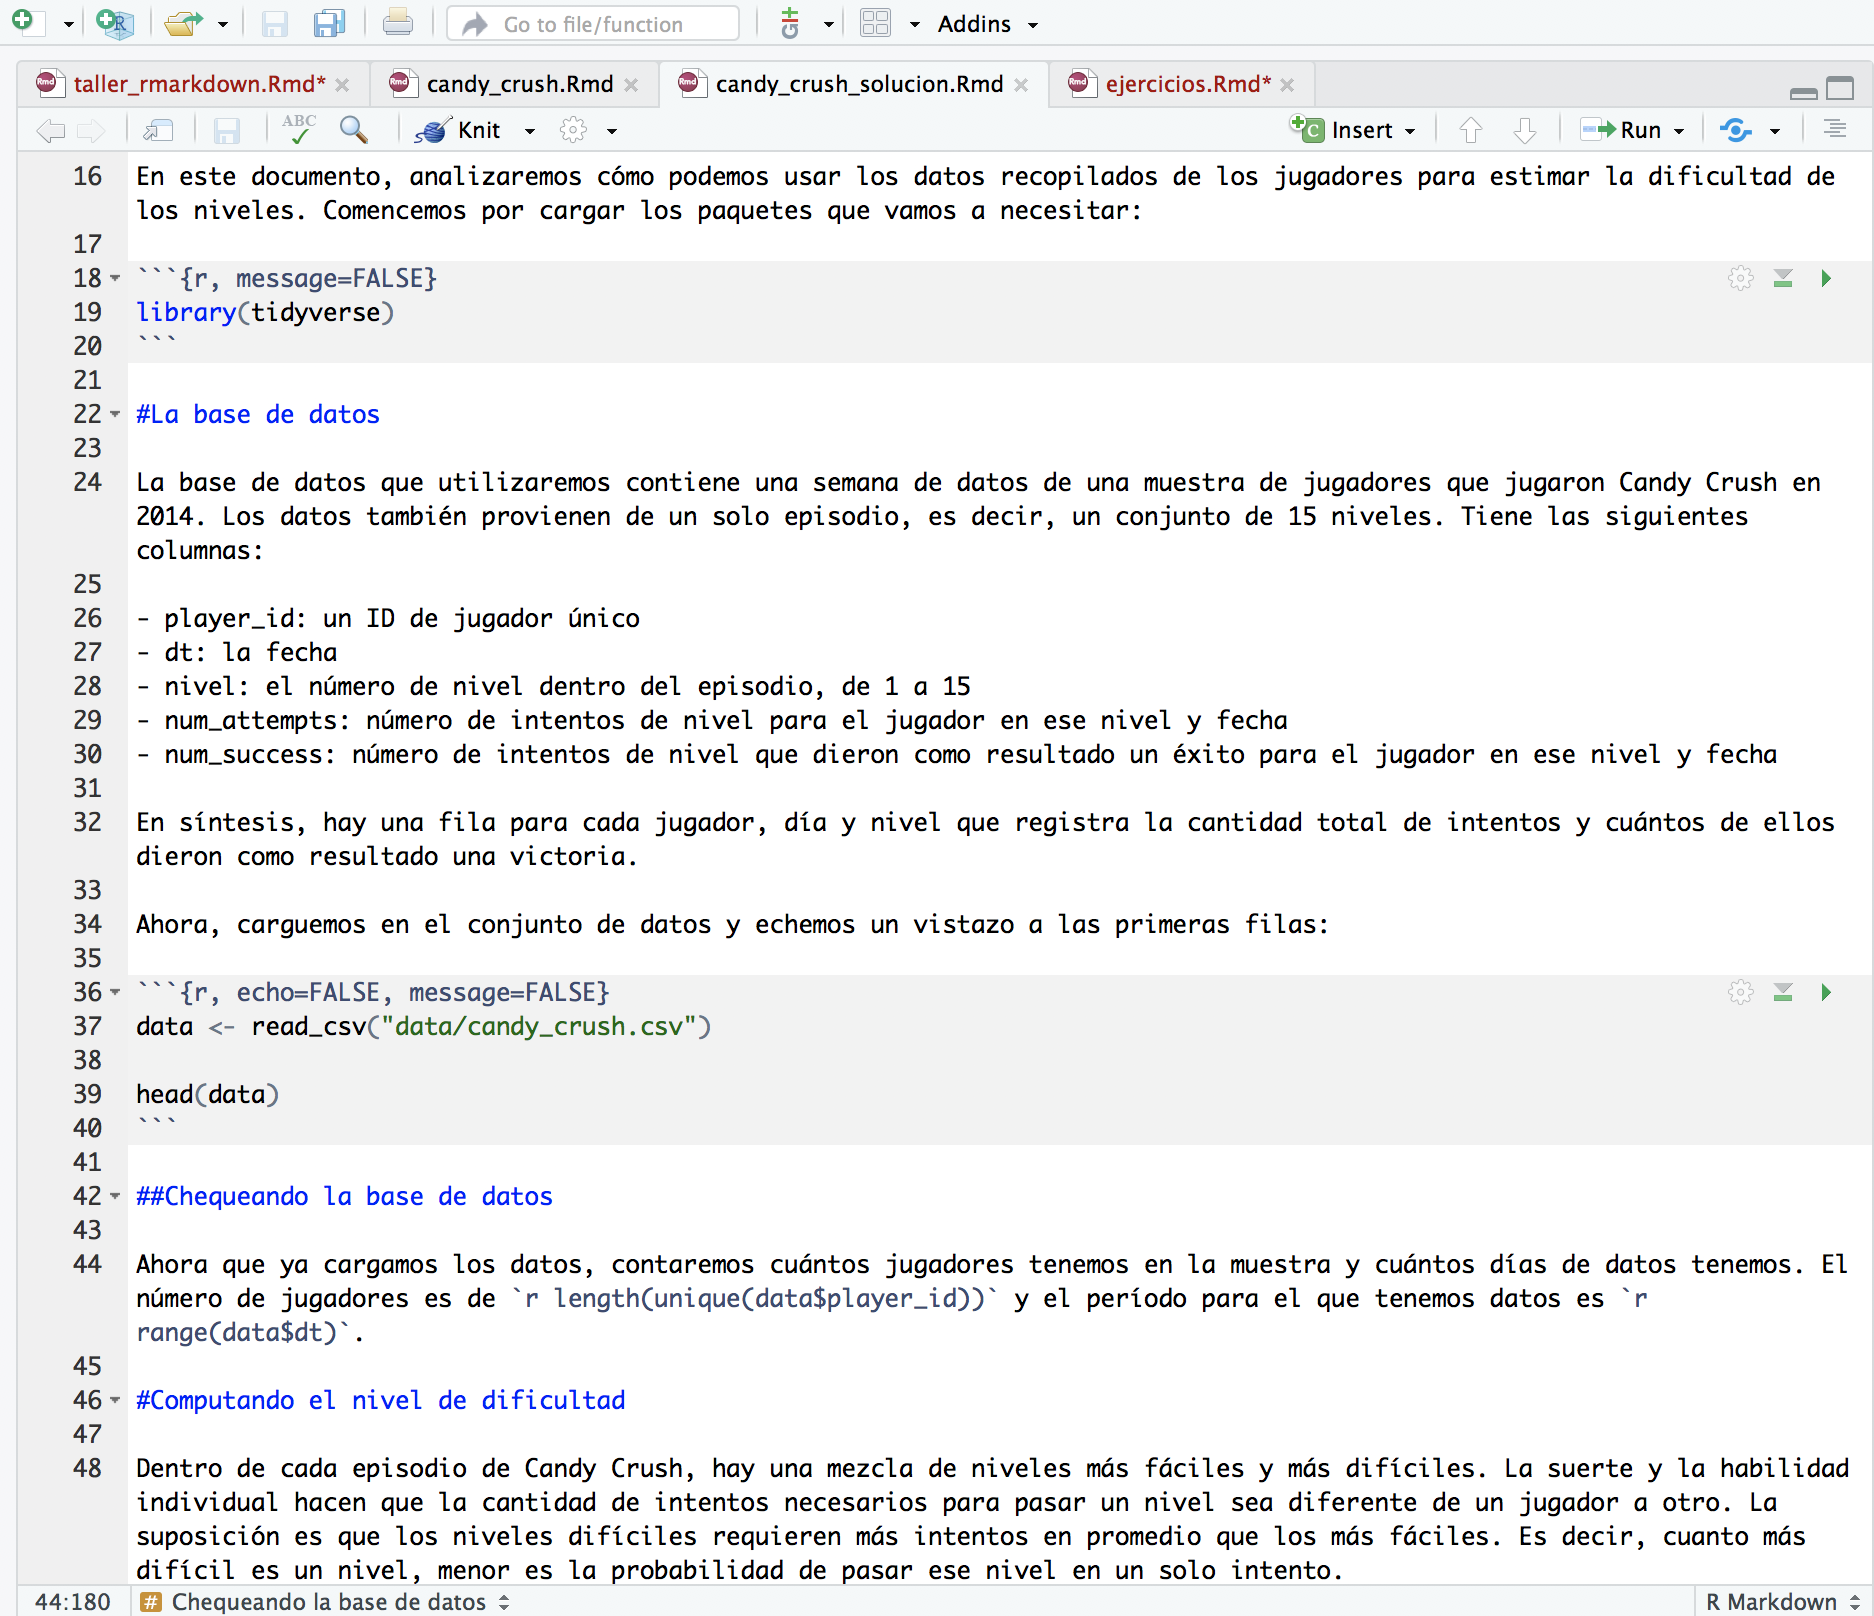 Go to file/function
Addins
taller_rmarkdown.Rmd*
candy_crush.Rmd
candy_crush_solucion.Rmd
ejercicios.Rmd*
ABC
Knit
Insert
Run
16 En este documento, analizaremos cómo podemos usar los datos recopilados de los jugadores para estimar la dificultad de
los niveles. Comencemos por cargar los paquetes que vamos a necesitar:
17
18 ```{r, message=FALSE}
19 library(tidyverse)
20 ```
21
22 #La base de datos
23
24 La base de datos que utilizaremos contiene una semana de datos de una muestra de jugadores que jugaron Candy Crush en
2014. Los datos también provienen de un solo episodio, es decir, un conjunto de 15 niveles. Tiene las siguientes
columnas:
25
26 - player_id: un ID de jugador único
27 - dt: la fecha
28 - nivel: el número de nivel dentro del episodio, de 1 a 15
29 - num_attempts: número de intentos de nivel para el jugador en ese nivel y fecha
30 - num_success: número de intentos de nivel que dieron como resultado un éxito para el jugador en ese nivel y fecha
31
32 En síntesis, hay una fila para cada jugador, día y nivel que registra la cantidad total de intentos y cuántos de ellos
dieron como resultado una victoria.
33
34 Ahora, carguemos en el conjunto de datos y echemos un vistazo a las primeras filas:
35
36 ```{r, echo=FALSE, message=FALSE}
37 data <- read_csv("data/candy_crush.csv")
38
39 head(data)
40 ```
41
42 ##Chequeando la base de datos
43
44 Ahora que ya cargamos los datos, contaremos cuántos jugadores tenemos en la muestra y cuántos días de datos tenemos. El
número de jugadores es de `r length(unique(data$player_id))` y el período para el que tenemos datos es `r
range(data$dt)`.
45
46 #Computando el nivel de dificultad
47
48 Dentro de cada episodio de Candy Crush, hay una mezcla de niveles más fáciles y más difíciles. La suerte y la habilidad
individual hacen que la cantidad de intentos necesarios para pasar un nivel sea diferente de un jugador a otro. La
suposición es que los niveles difíciles requieren más intentos en promedio que los más fáciles. Es decir, cuanto más
difícil es un nivel, menor es la probabilidad de pasar ese nivel en un solo intento.
44:180
# Chequeando la base de datos
R Markdown